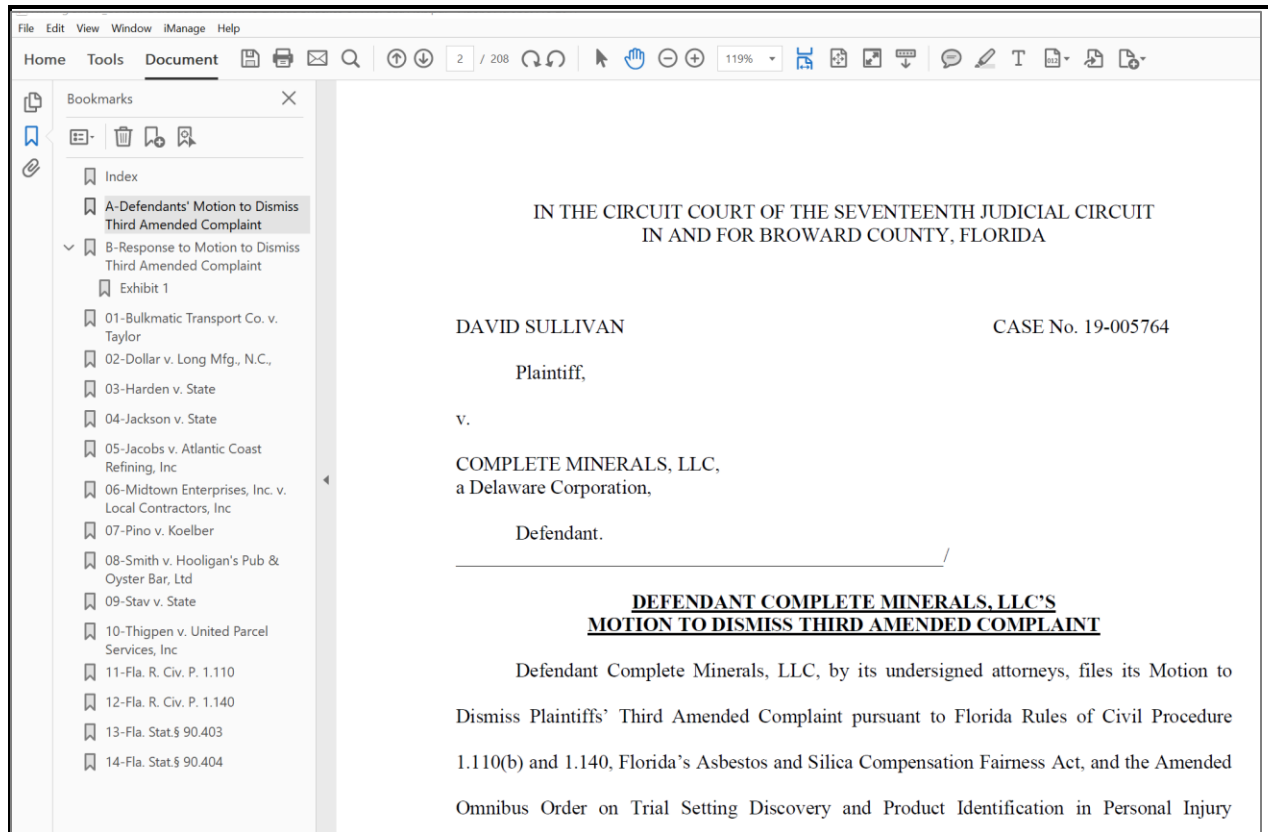 File Edit View Window iManage Help
Home Tools Document 2 / 208 119%
Bookmarks
Index
A-Defendants' Motion to Dismiss
Third Amended Complaint
B-Response to Motion to Dismiss
Third Amended Complaint
Exhibit 1
01-Bulkmatic Transport Co. v.
Taylor
02-Dollar v. Long Mfg., N.C.,
03-Harden v. State
04-Jackson v. State
05-Jacobs v. Atlantic Coast
Refining, Inc
06-Midtown Enterprises, Inc. v.
Local Contractors, Inc
07-Pino v. Koelber
08-Smith v. Hooligan's Pub &
Oyster Bar, Ltd
09-Stav v. State
10-Thigpen v. United Parcel
Services, Inc
11-Fla. R. Civ. P. 1.110
12-Fla. R. Civ. P. 1.140
13-Fla. Stat.§ 90.403
14-Fla. Stat.§ 90.404
IN THE CIRCUIT COURT OF THE SEVENTEENTH JUDICIAL CIRCUIT
IN AND FOR BROWARD COUNTY, FLORIDA
DAVID SULLIVAN CASE No. 19-005764
Plaintiff,
v.
COMPLETE MINERALS, LLC,
a Delaware Corporation,
Defendant.
/
DEFENDANT COMPLETE MINERALS, LLC'S
MOTION TO DISMISS THIRD AMENDED COMPLAINT
Defendant Complete Minerals, LLC, by its undersigned attorneys, files its Motion to
Dismiss Plaintiffs' Third Amended Complaint pursuant to Florida Rules of Civil Procedure
1.110(b) and 1.140, Florida's Asbestos and Silica Compensation Fairness Act, and the Amended
Omnibus Order on Trial Setting Discovery and Product Identification in Personal Injury